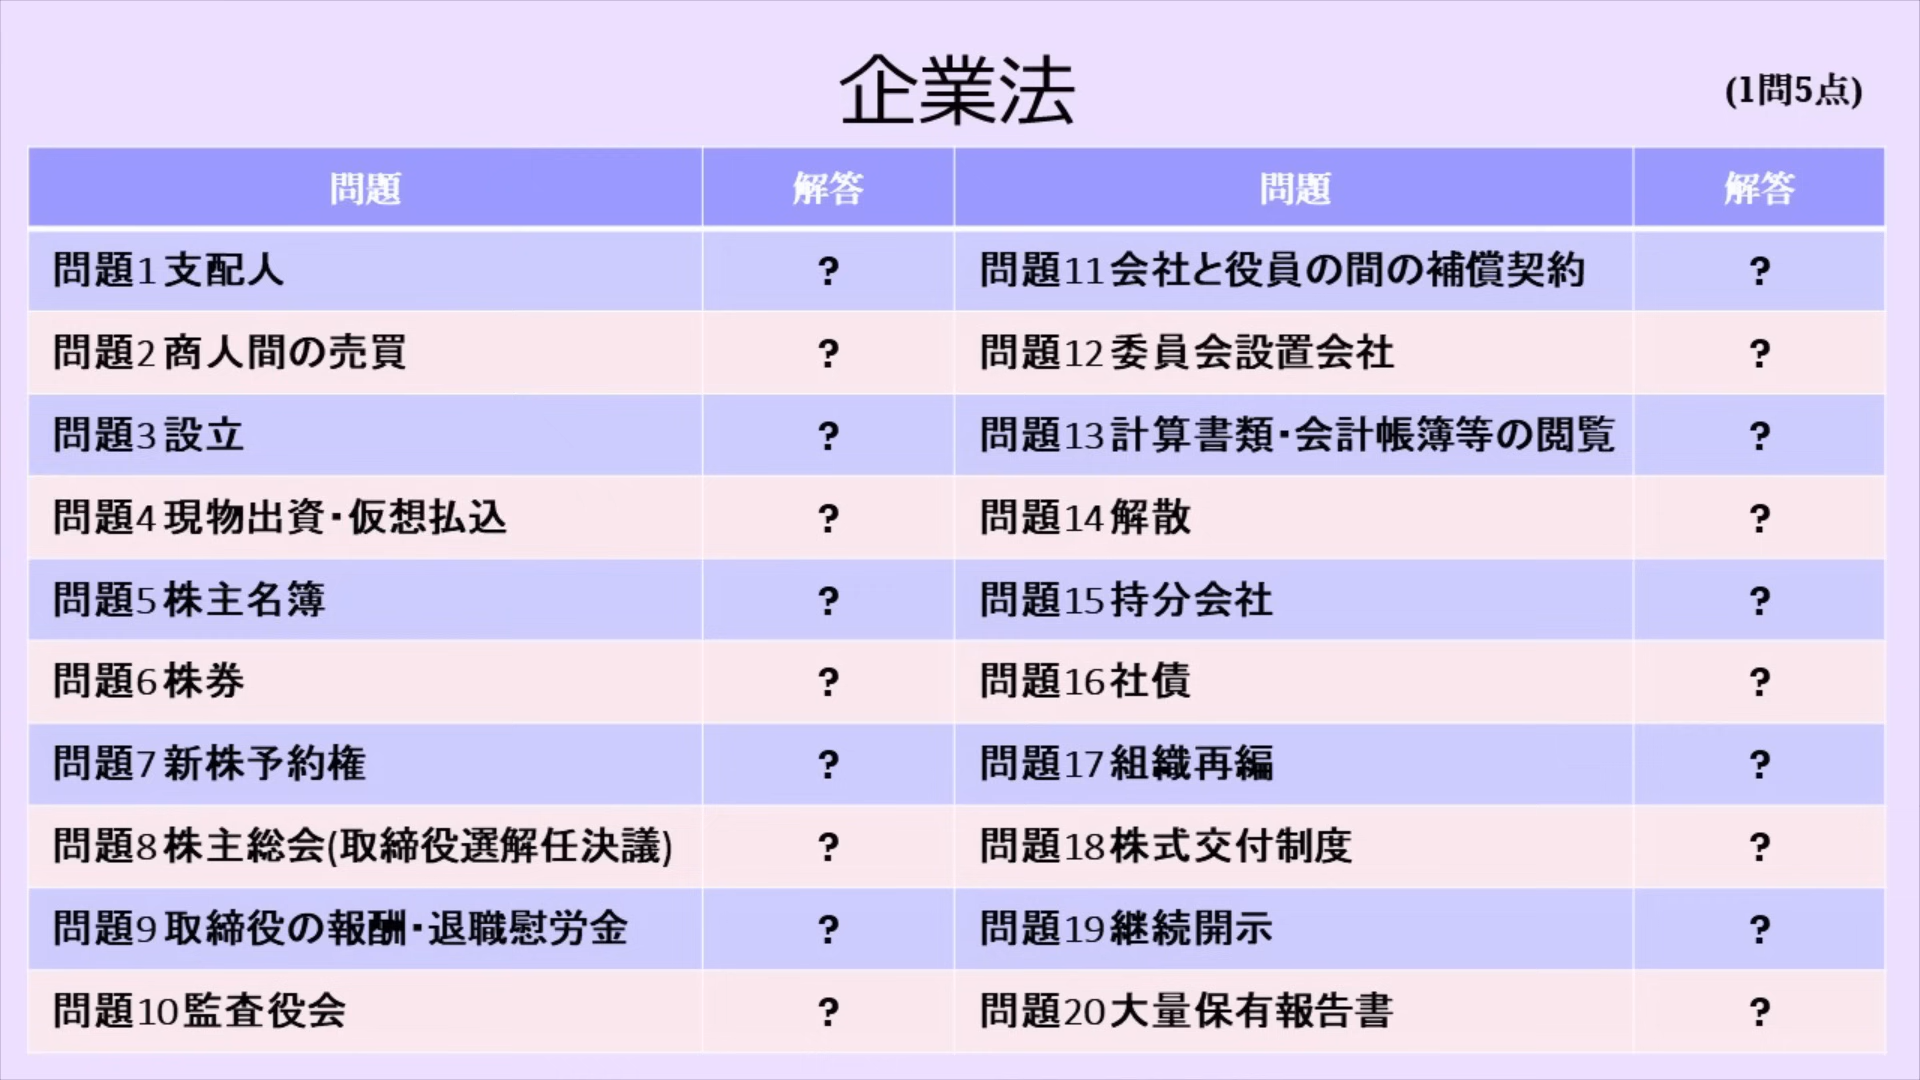 企業法
(1問5点)
問題 解答 問題 解答
問題1 支配人 ? 問題11 会社と役員の間の補償契約 ?
問題2 商人間の売買 ? 問題12 委員会設置会社 ?
問題3 設立 ? 問題13 計算書類・会計帳簿等の閲覧 ?
問題4 現物出資・仮想払込 ? 問題14 解散 ?
問題5 株主名簿 ? 問題15 持分会社 ?
問題6 株券 ? 問題16 社債 ?
問題7 新株予約権 ? 問題17 組織再編 ?
問題8 株主総会(取締役選解任決議) ? 問題18 株式交付制度 ?
問題9 取締役の報酬・退職慰労金 ? 問題19 継続開示 ?
問題10 監査役会 ? 問題20 大量保有報告書 ?